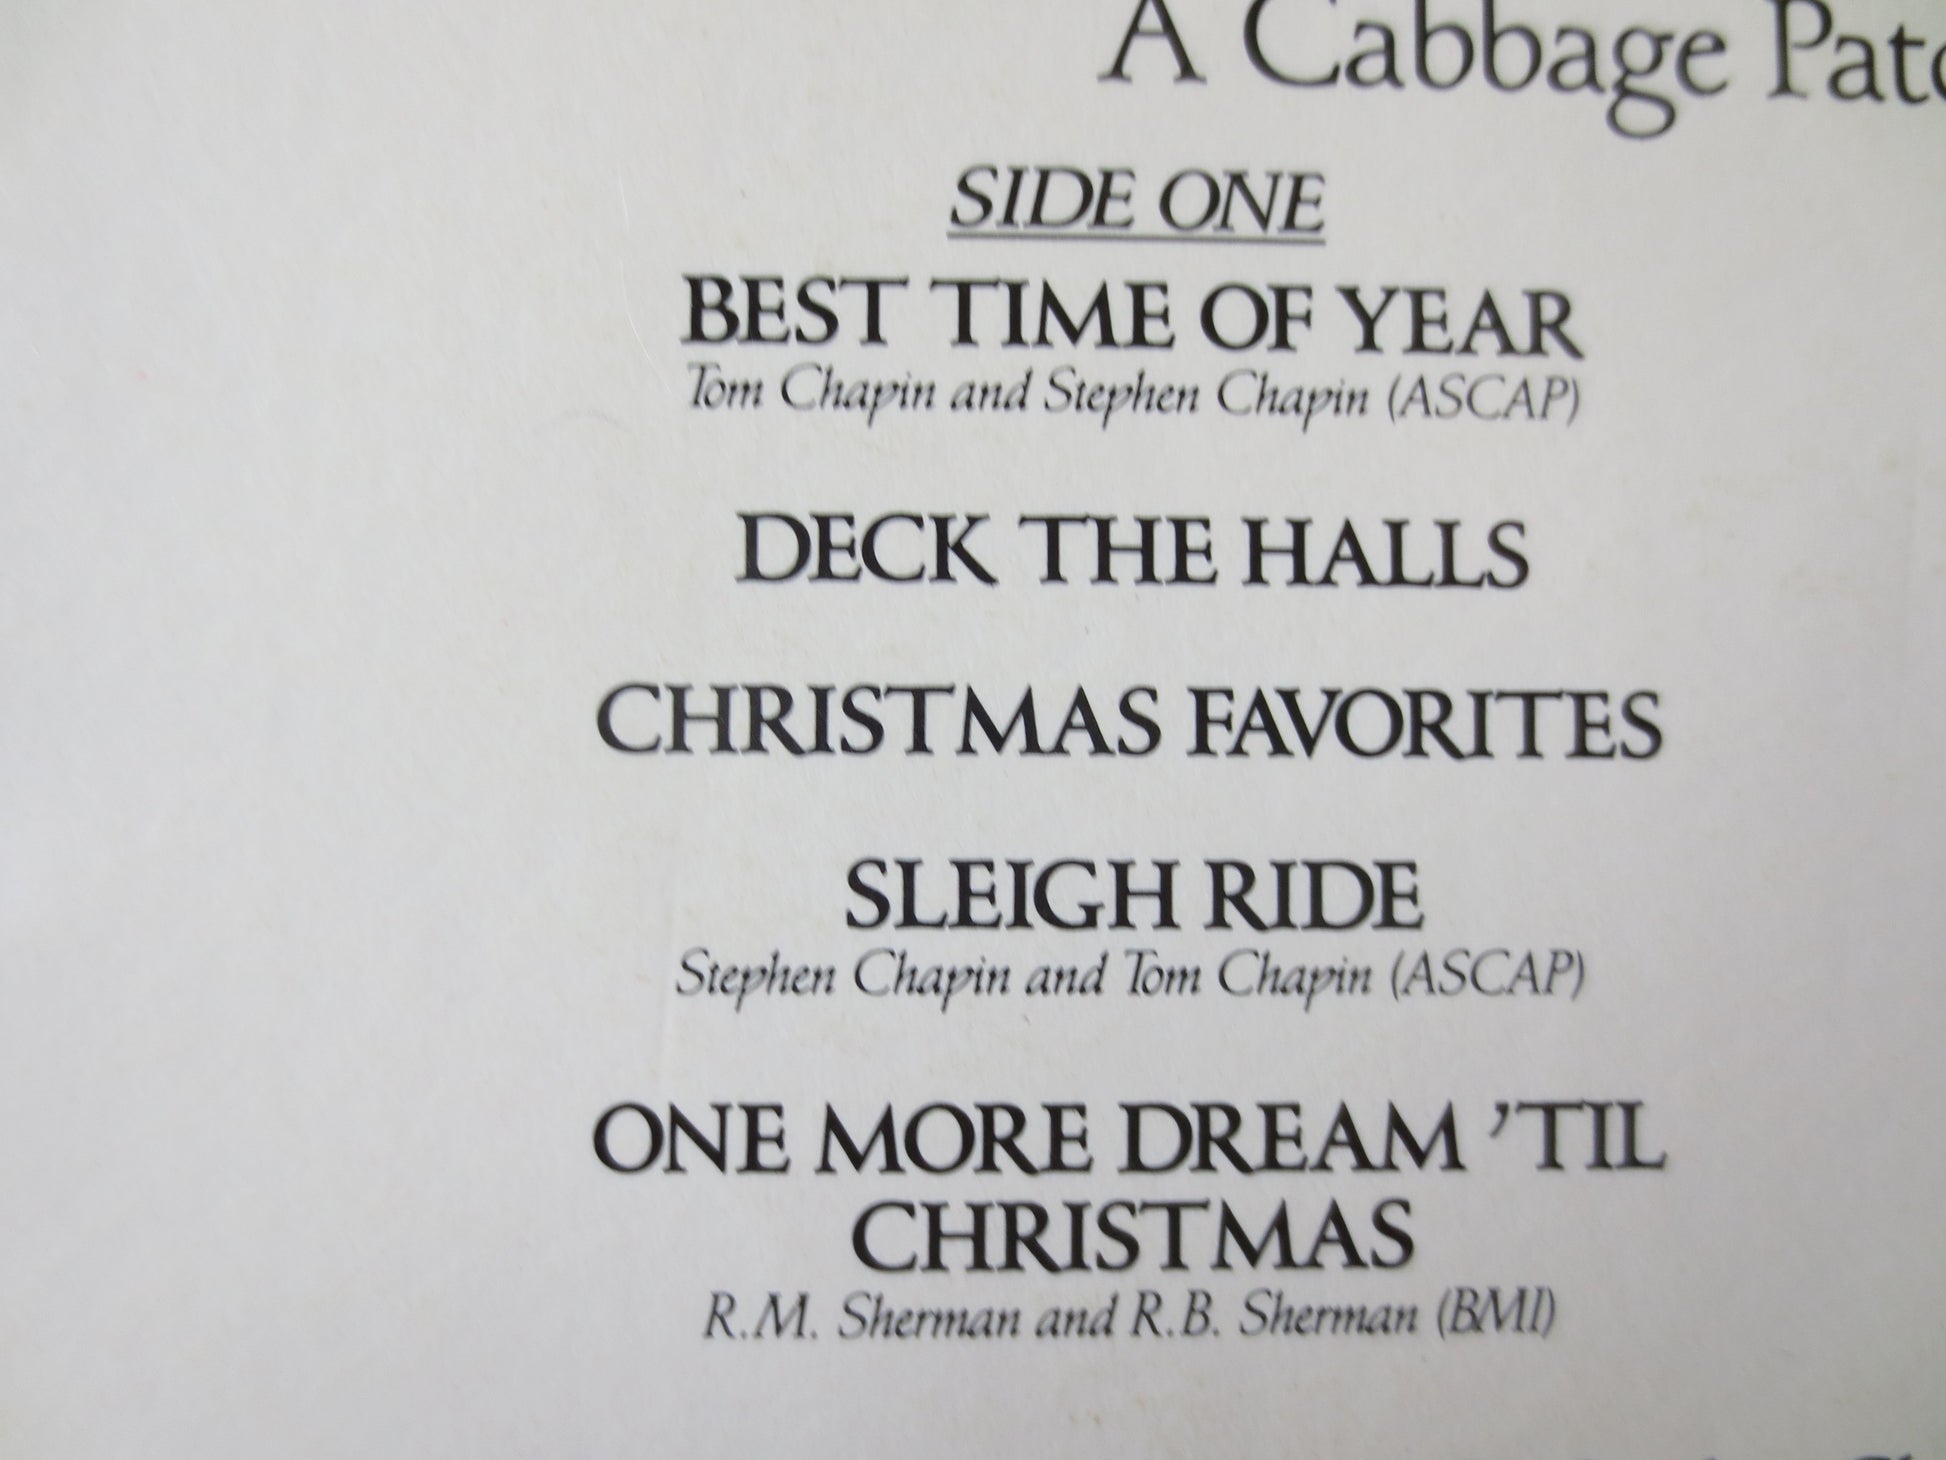 A Cabbage
SIDE ONE
BEST TIME OF YEAR
Tom Chapin and Stephen Chapin (ASCAP)
DECK THE HALLS
CHRISTMAS FAVORITES
SLEIGH RIDE
Stephen Chapin and Tom Chapin (ASCAP)
ONE MORE DREAM ’TIL
CHRISTMAS
R.M. Sherman and R.B. Sherman (BMI)